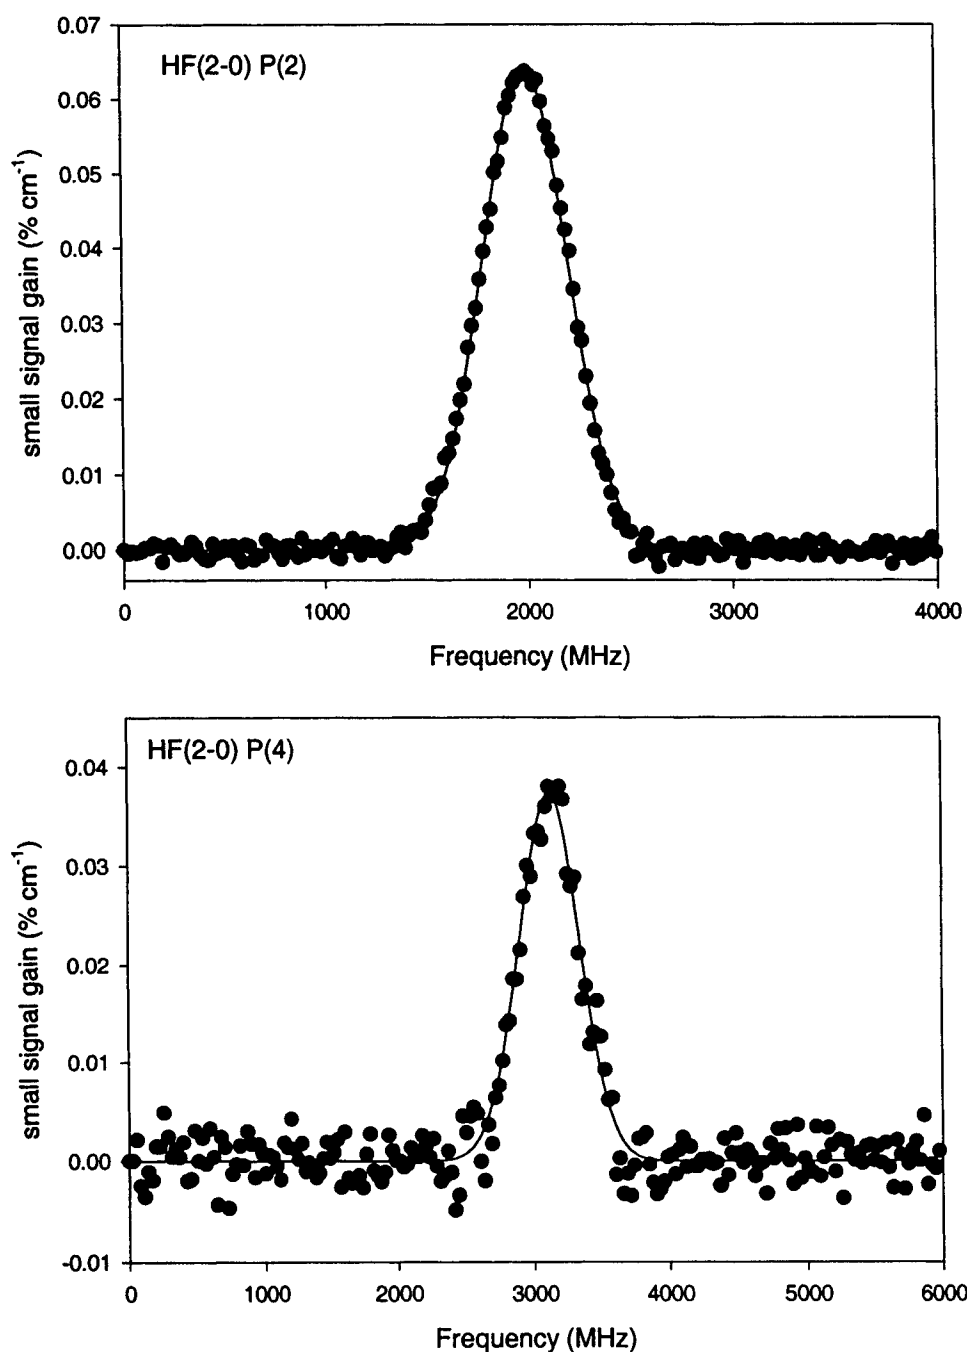 HF(2-0) P(2)
small signal gain (% cm⁻¹)
0.07
0.06
0.05
0.04
0.03
0.02
0.01
0.00
0 1000 2000 3000 4000
Frequency (MHz)
HF(2-0) P(4)
small signal gain (% cm⁻¹)
0.04
0.03
0.02
0.01
0.00
-0.01
0 1000 2000 3000 4000 5000 6000
Frequency (MHz)